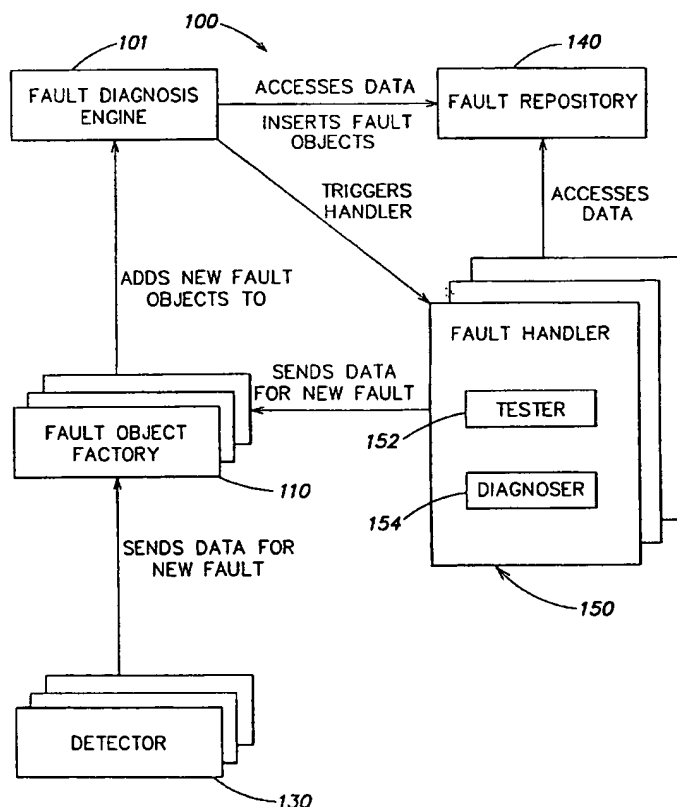 100
101
140
FAULT DIAGNOSIS
ENGINE
ACCESSES DATA
INSERTS FAULT
OBJECTS
FAULT REPOSITORY
TRIGGERS
HANDLER
ACCESSES
DATA
ADDS NEW FAULT
OBJECTS TO
FAULT HANDLER
SENDS DATA
FOR NEW FAULT
TESTER
152
FAULT OBJECT
FACTORY
110
DIAGNOSER
154
SENDS DATA FOR
NEW FAULT
150
DETECTOR
130